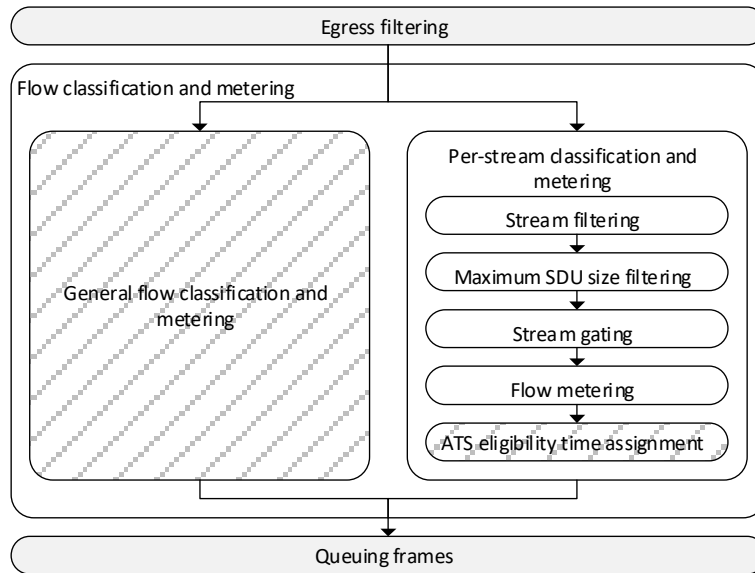 Egress filtering
Flow classification and metering
General flow classification and
metering
Per-stream classification and
metering
Stream filtering
Maximum SDU size filtering
Stream gating
Flow metering
ATS eligibility time assignment
Queuing frames